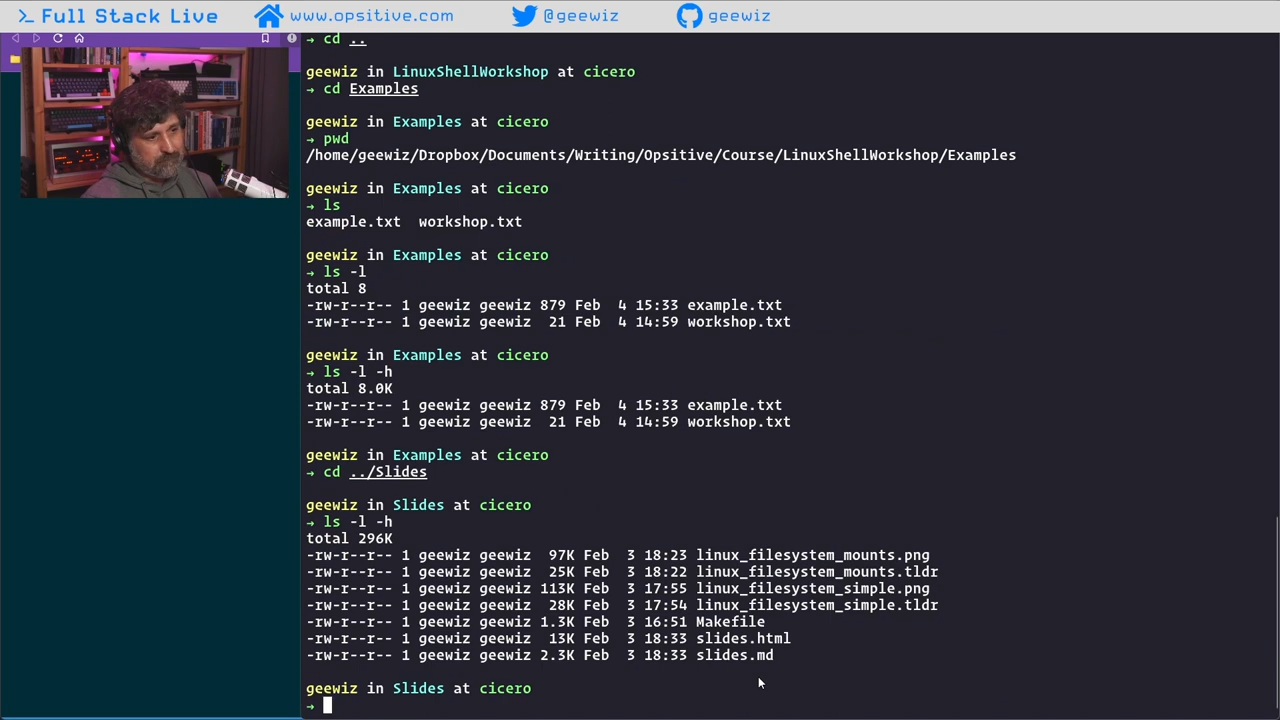 >_ Full Stack Live www.opsitive.com @geewiz geewiz
→ cd ..
geewiz in LinuxShellWorkshop at cicero
→ cd Examples
geewiz in Examples at cicero
→ pwd
/home/geewiz/Dropbox/Documents/Writing/Opsitive/Course/LinuxShellWorkshop/Examples
geewiz in Examples at cicero
→ ls
example.txt  workshop.txt
geewiz in Examples at cicero
→ ls -l
total 8
-rw-r--r-- 1 geewiz geewiz 879 Feb  4 15:33 example.txt
-rw-r--r-- 1 geewiz geewiz  21 Feb  4 14:59 workshop.txt
geewiz in Examples at cicero
→ ls -l -h
total 8.0K
-rw-r--r-- 1 geewiz geewiz 879 Feb  4 15:33 example.txt
-rw-r--r-- 1 geewiz geewiz  21 Feb  4 14:59 workshop.txt
geewiz in Examples at cicero
→ cd ../Slides
geewiz in Slides at cicero
→ ls -l -h
total 296K
-rw-r--r-- 1 geewiz geewiz  97K Feb  3 18:23 linux_filesystem_mounts.png
-rw-r--r-- 1 geewiz geewiz  25K Feb  3 18:22 linux_filesystem_mounts.tldr
-rw-r--r-- 1 geewiz geewiz 113K Feb  3 17:55 linux_filesystem_simple.png
-rw-r--r-- 1 geewiz geewiz  28K Feb  3 17:54 linux_filesystem_simple.tldr
-rw-r--r-- 1 geewiz geewiz 1.3K Feb  3 16:51 Makefile
-rw-r--r-- 1 geewiz geewiz  13K Feb  3 18:33 slides.html
-rw-r--r-- 1 geewiz geewiz 2.3K Feb  3 18:33 slides.md
geewiz in Slides at cicero
→